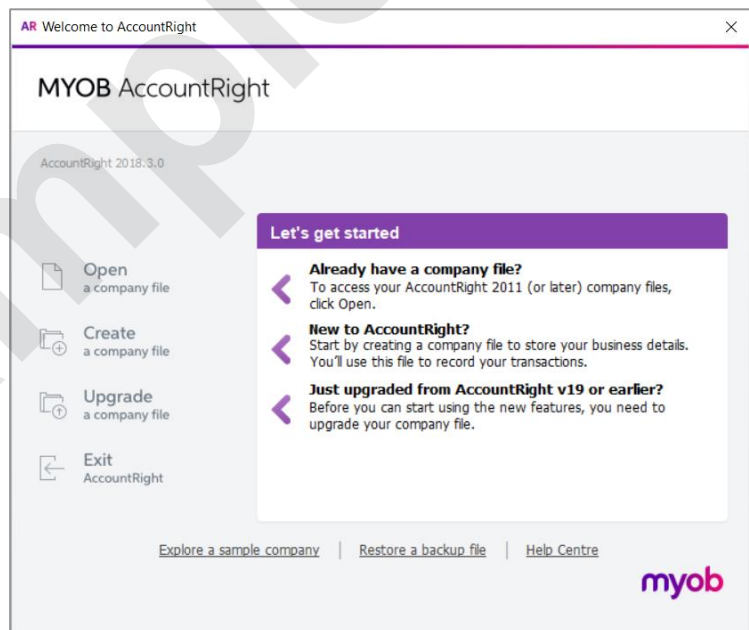 AR Welcome to AccountRight
MYOB AccountRight
AccountRight 2018.3.0
Let's get started
Open
a company file
Already have a company file?
To access your AccountRight 2011 (or later) company files,
click Open.
Create
a company file
New to AccountRight?
Start by creating a company file to store your business details.
You'll use this file to record your transactions.
Upgrade
a company file
Just upgraded from AccountRight v19 or earlier?
Before you can start using the new features, you need to
upgrade your company file.
Exit
AccountRight
Explore a sample company | Restore a backup file | Help Centre
myob